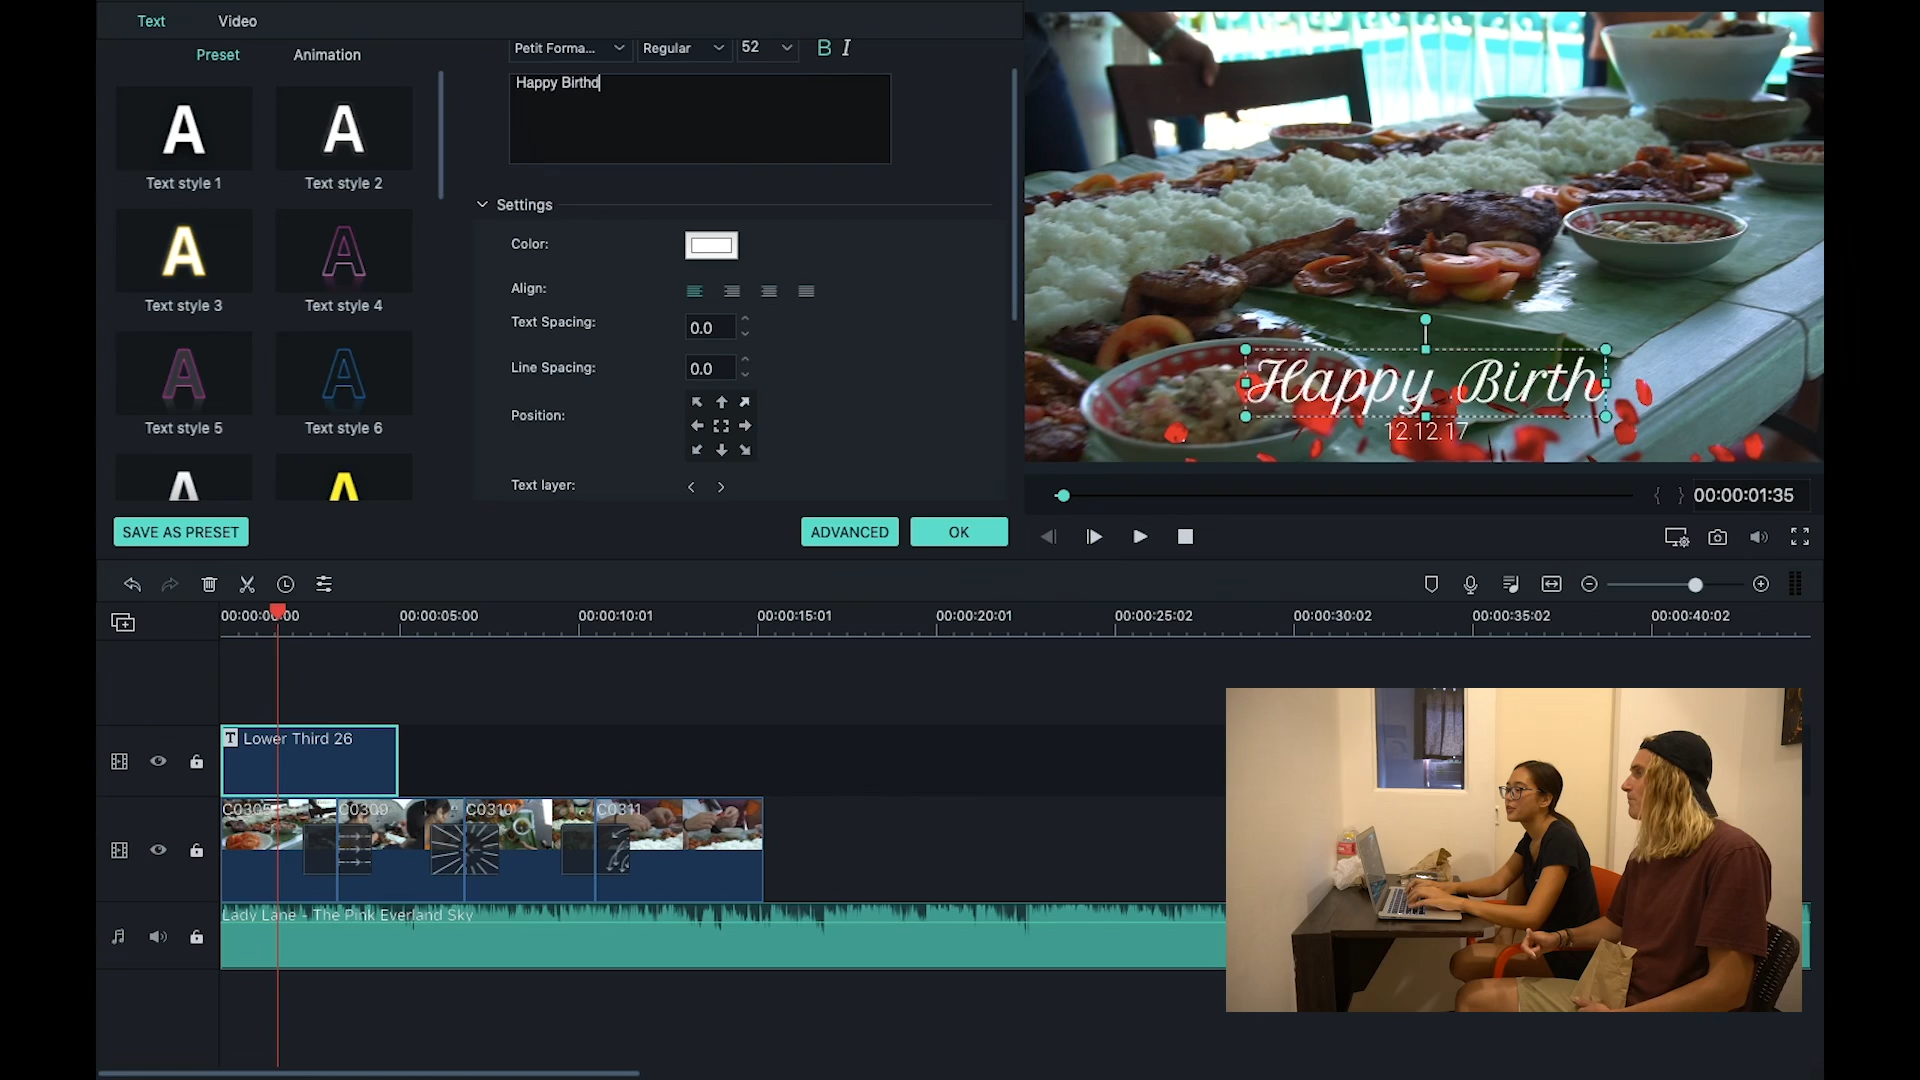 Text Video
Preset Animation
Petit Forma... Regular 52 B I
Happy Birthd
A A
Text style 1 Text style 2
A A
Text style 3 Text style 4
A A
Text style 5 Text style 6
A A
Settings
Color:
Align:
Text Spacing: 0.0
Line Spacing: 0.0
Position:
Text layer:
SAVE AS PRESET ADVANCED OK
Happy Birth
12.12.17
00:00:01:35
00:00:05:00 00:00:10:01 00:00:15:01 00:00:20:01 00:00:25:02 00:00:30:02 00:00:35:02 00:00:40:02
T Lower Third 26
C0309 C0310 C0311
Lady Lane - The Pink Everland Sky